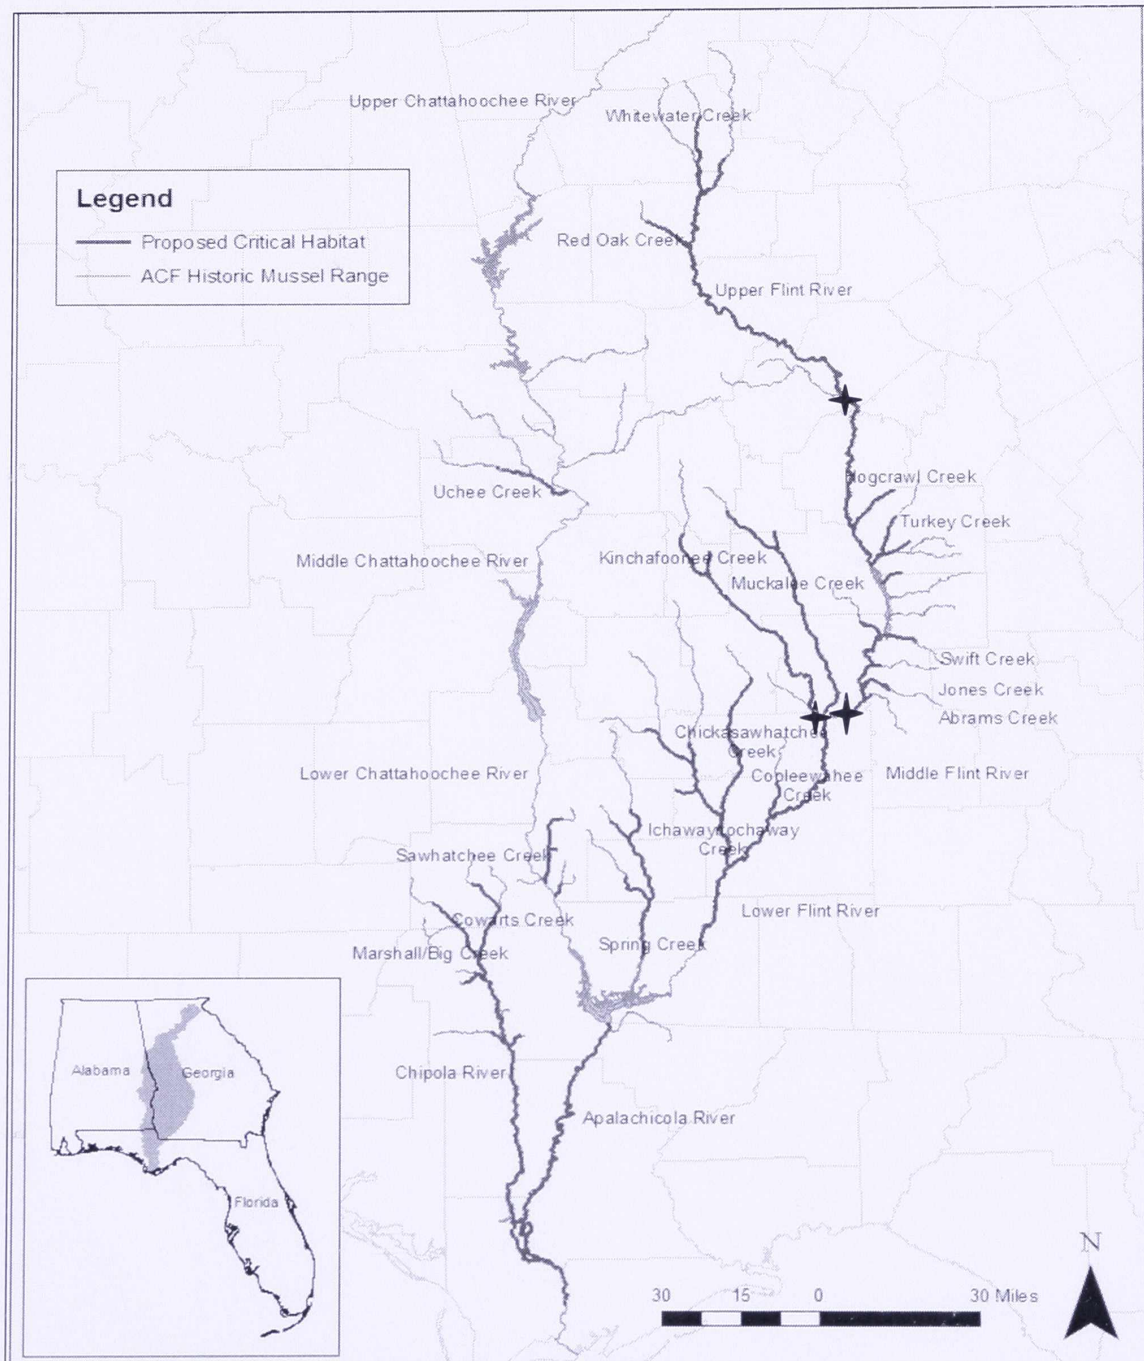 Upper Chattahoochee River
Whitewater Creek
Legend
Proposed Critical Habitat
ACF Historic Mussel Range
Red Oak Creek
Upper Flint River
Hogcrawl Creek
Uchee Creek
Turkey Creek
Middle Chattahoochee River
Kinchafoonee Creek
Muckalee Creek
Swift Creek
Jones Creek
Abrams Creek
Chickasawhatchee
Creek
Lower Chattahoochee River
Cooleewahee
Creek
Middle Flint River
Ichawaynochaway
Creek
Sawhatchee Creek
Lower Flint River
Cowarts Creek
Spring Creek
Marshall/Big Creek
Alabama
Georgia
Chipola River
Apalachicola River
Florida
N
30 15 0 30 Miles